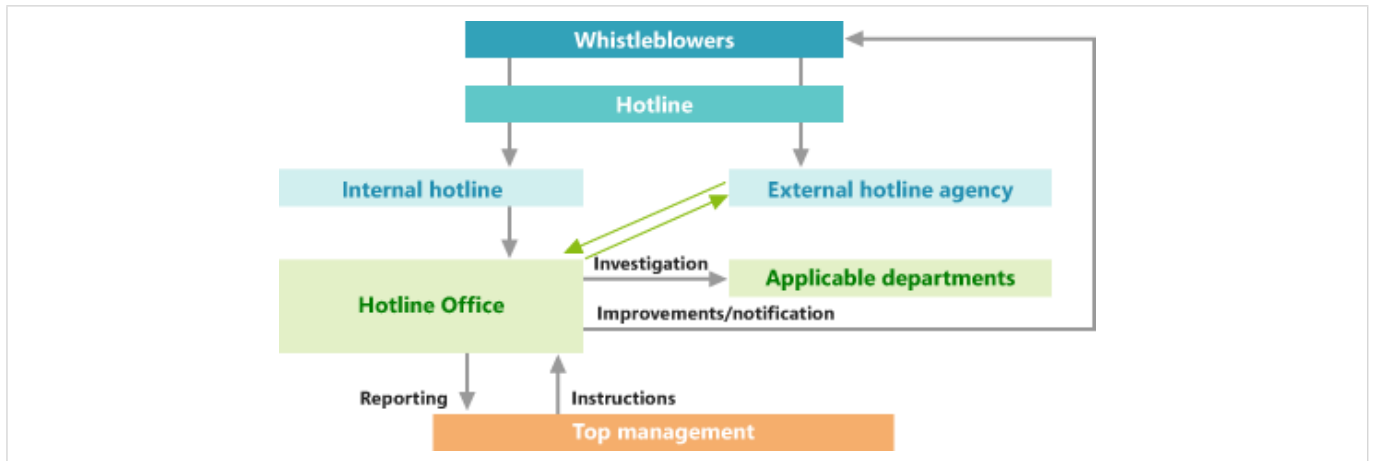 Whistleblowers
Hotline
Internal hotline
External hotline agency
Investigation
Applicable departments
Hotline Office
Improvements/notification
Reporting
Instructions
Top management